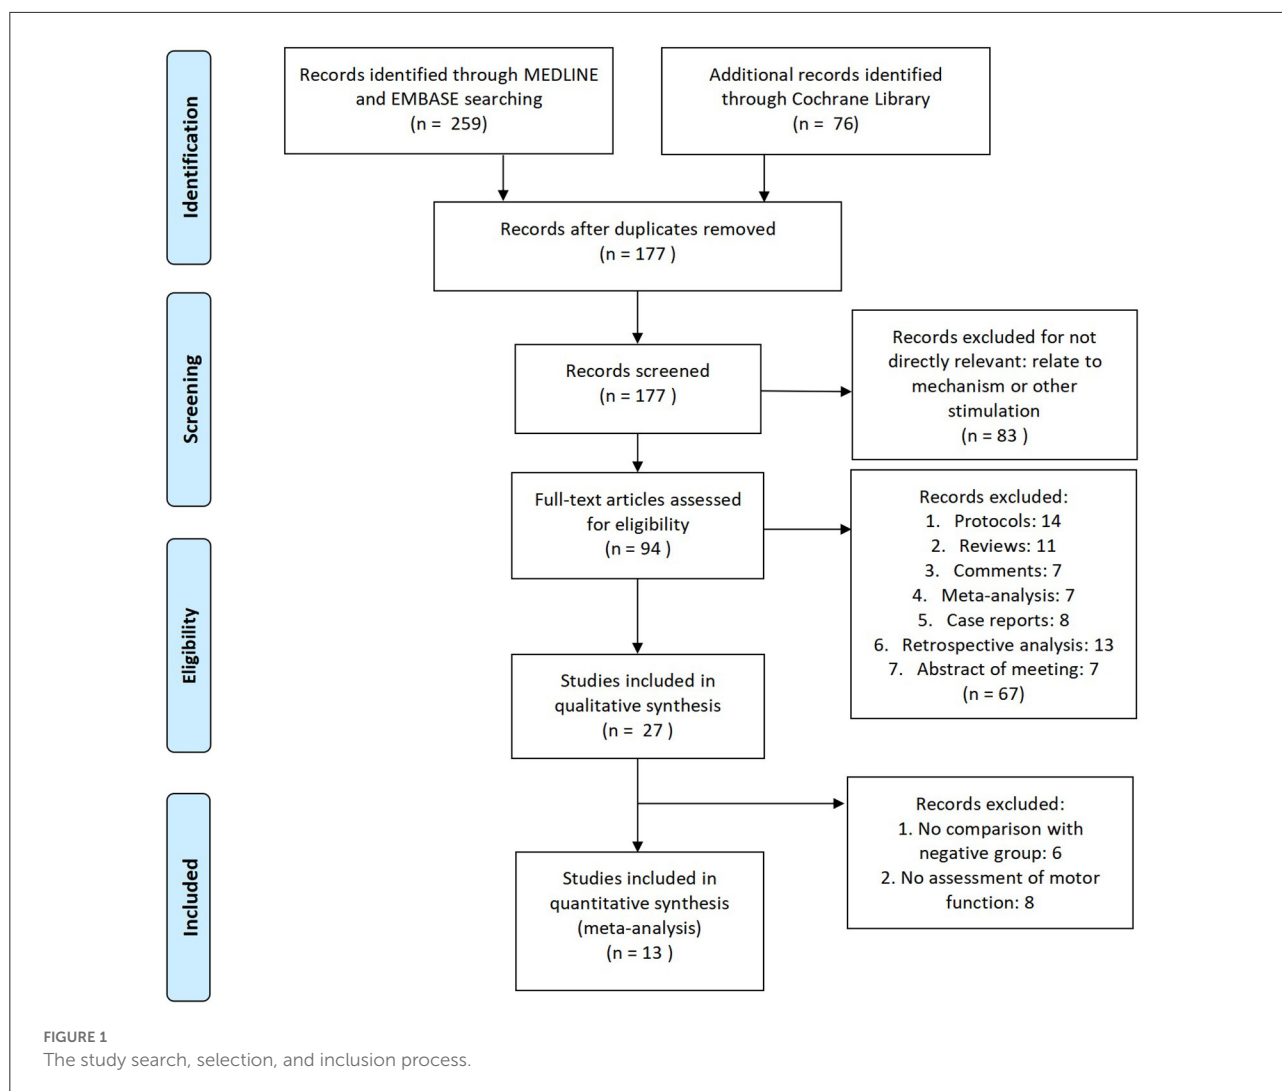 Identification
Records identified through MEDLINE
and EMBASE searching
(n = 259)
Additional records identified
through Cochrane Library
(n = 76)
Records after duplicates removed
(n = 177 )
Screening
Records screened
(n = 177 )
Records excluded for not
directly relevant: relate to
mechanism or other
stimulation
(n = 83 )
Eligibility
Full-text articles assessed
for eligibility
(n = 94 )
Records excluded:
1. Protocols: 14
2. Reviews: 11
3. Comments: 7
4. Meta-analysis: 7
5. Case reports: 8
6. Retrospective analysis: 13
7. Abstract of meeting: 7
(n = 67)
Studies included in
qualitative synthesis
(n = 27 )
Included
Records excluded:
1. No comparison with
negative group: 6
2. No assessment of motor
function: 8
Studies included in
quantitative synthesis
(meta-analysis)
(n = 13 )
FIGURE 1
The study search, selection, and inclusion process.